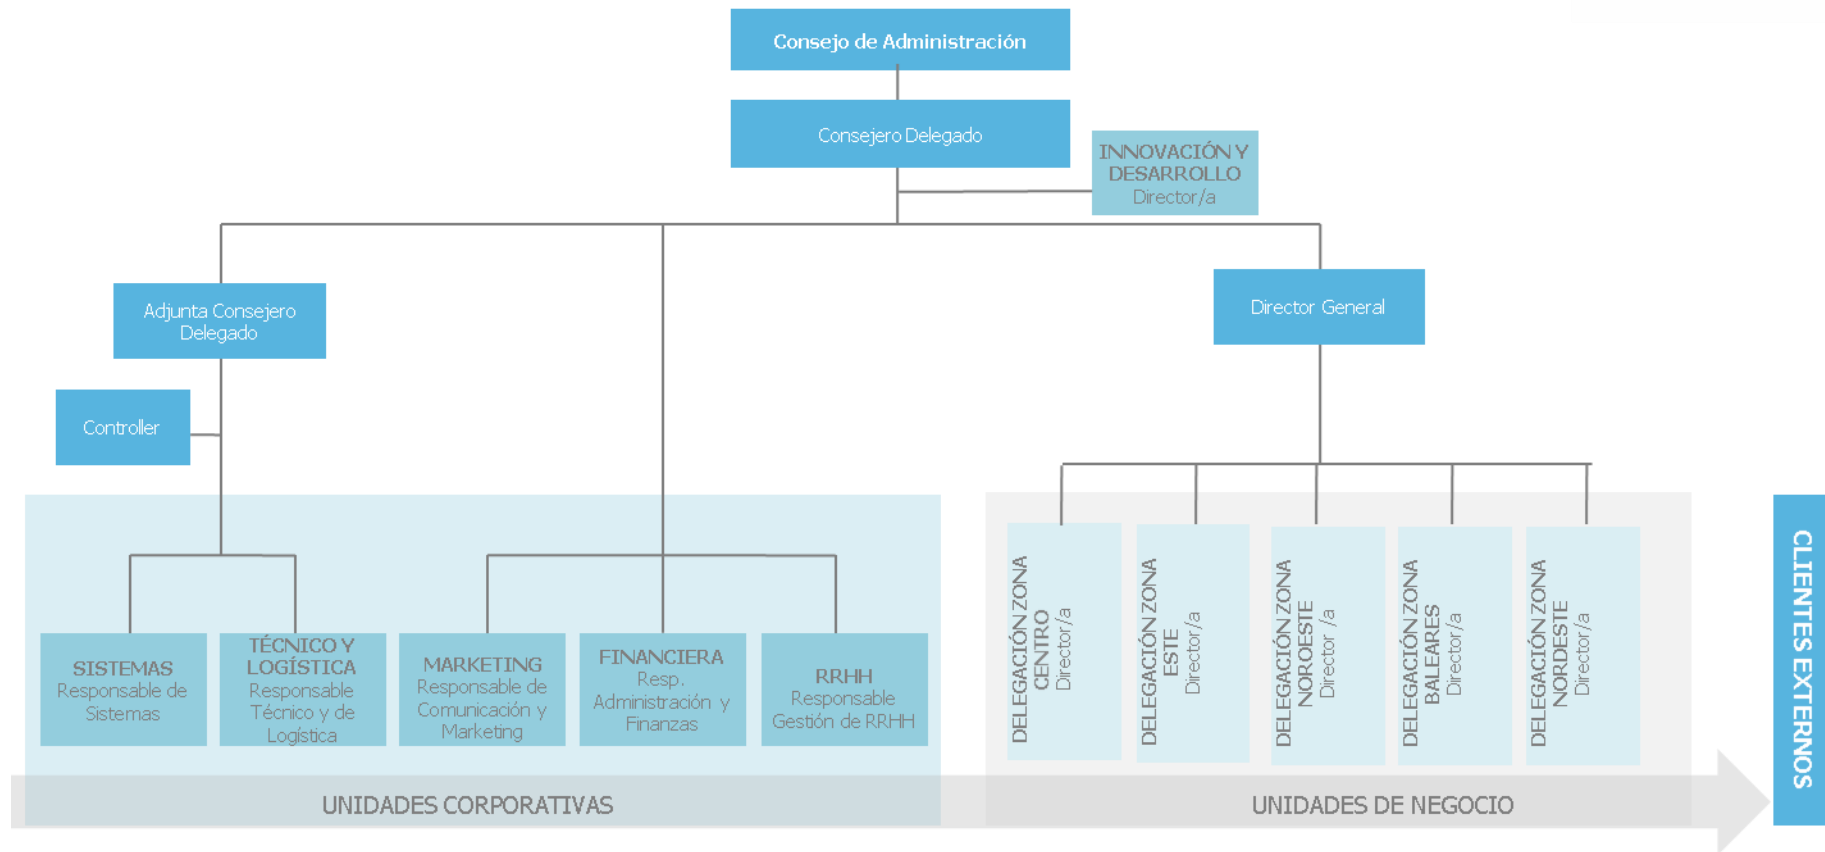 Consejo de Administración
Consejero Delegado
INNOVACIÓN Y
DESARROLLO
Director/a
Adjunta Consejero
Delegado
Director General
Controller
SISTEMAS
Responsable de
Sistemas
TÉCNICO Y
LOGÍSTICA
Responsable
Técnico y de
Logística
MARKETING
Responsable de
Comunicación y
Marketing
FINANCIERA
Resp.
Administración y
Finanzas
RRHH
Responsable
Gestión de RRHH
DELEGACIÓN ZONA
CENTRO
Director/a
DELEGACIÓN ZONA
ESTE
Director/a
DELEGACIÓN ZONA
NOROESTE
Director /a
DELEGACIÓN ZONA
BALEARES
Director/a
DELEGACIÓN ZONA
NORDESTE
Director/a
CLIENTES EXTERNOS
UNIDADES CORPORATIVAS
UNIDADES DE NEGOCIO